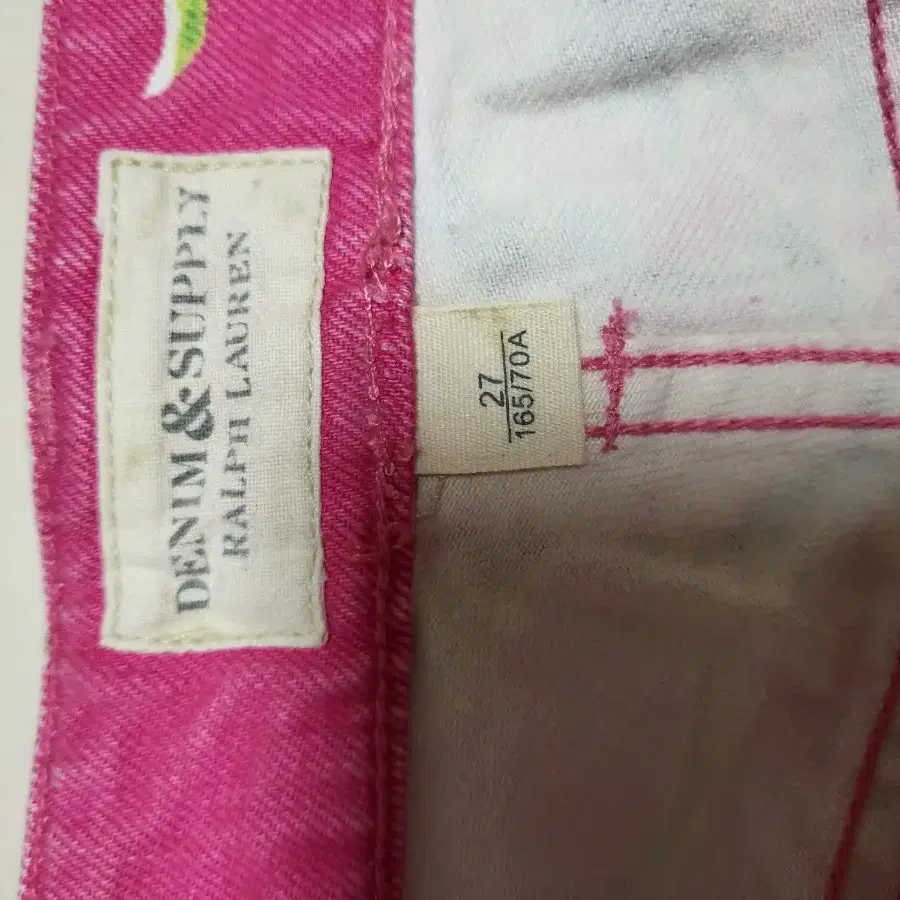 DENIM&SUPPLY
RALPH LAUREN
27
165/70A